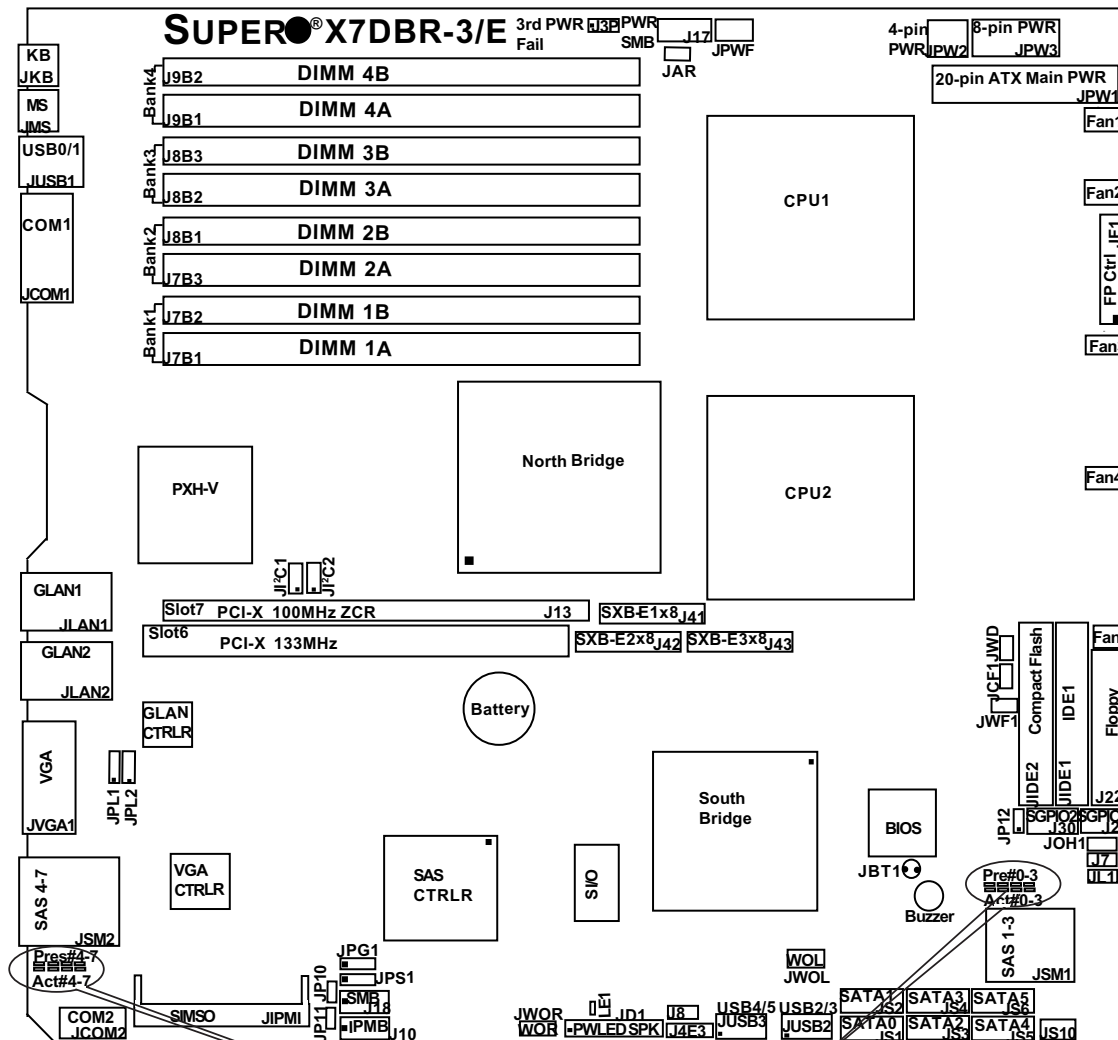 SUPER®X7DBR-3/E
3rd PWR Fail
J3P
PWR SMB
J17
JPWF
JAR
4-pin PWR
JPW2
8-pin PWR
JPW3
20-pin ATX Main PWR
JPW1
KB
JKB
MS
JMS
USB0/1
JUSB1
COM1
JCOM1
Bank4
J9B2 DIMM 4B
J9B1 DIMM 4A
Bank3
J8B3 DIMM 3B
J8B2 DIMM 3A
Bank2
J8B1 DIMM 2B
J7B3 DIMM 2A
Bank1
J7B2 DIMM 1B
J7B1 DIMM 1A
CPU1
Fan1
Fan2
FP Ctrl JF1
Fan
North Bridge
CPU2
Fan4
PXH-V
JI²C1
JI²C2
GLAN1
JLAN1
GLAN2
JLAN2
Slot7 PCI-X 100MHz ZCR J13
Slot6 PCI-X 133MHz
SXB-E1x8 J41
SXB-E2x8 J42
SXB-E3x8 J43
JWD
JCF1
JWF1
Compact Flash
JIDE2
IDE1
JIDE1
Fan
Floppy
J22
Battery
GLAN CTRLR
VGA
JVGA1
JPL1
JPL2
South Bridge
BIOS
JP12
SGPIO2
J30
SGPIO
J2
JOH1
J7
JL1
VGA CTRLR
SAS CTRLR
SI/O
JBT1
Buzzer
Pre#0-3
Act#0-3
SAS 4-7
JSM2
Pres#4-7
Act#4-7
SAS 1-3
JSM1
JPG1
JPS1
JP10
SMB
J18
JP11
IPMB
J10
SIMSO JIPMI
COM2
JCOM2
WOL
JWOL
JWOR
WOR
LE1
JD1
PWLED SPK
J8
J4E3
USB4/5
JUSB3
USB2/3
JUSB2
SATA1
JS2
SATA3
JS4
SATA5
JS6
SATA0
JS1
SATA2
JS3
SATA4
JS5
JS10